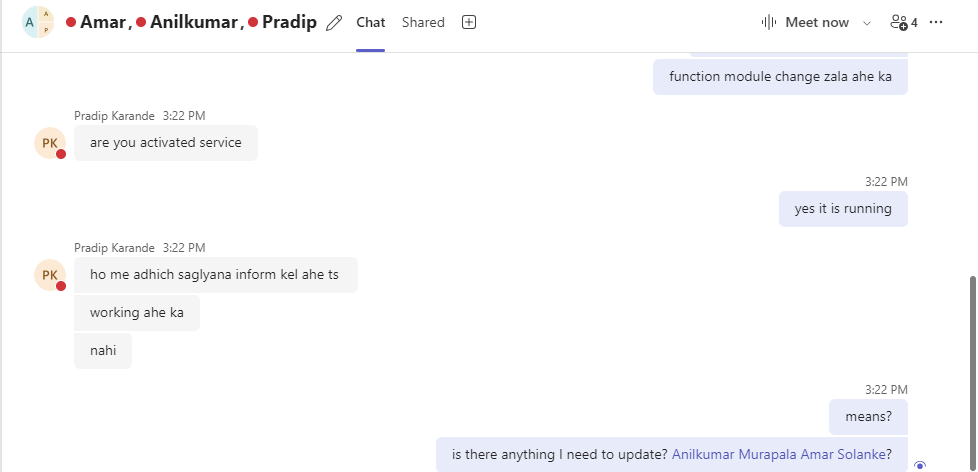 A A P Amar, Anilkumar, Pradip Chat Shared Meet now 4
function module change zala ahe ka
Pradip Karande 3:22 PM
PK are you activated service
3:22 PM
yes it is running
Pradip Karande 3:22 PM
PK ho me adhich saglyana inform kel ahe ts
working ahe ka
nahi
3:22 PM
means?
is there anything I need to update? Anilkumar Murapala Amar Solanke?